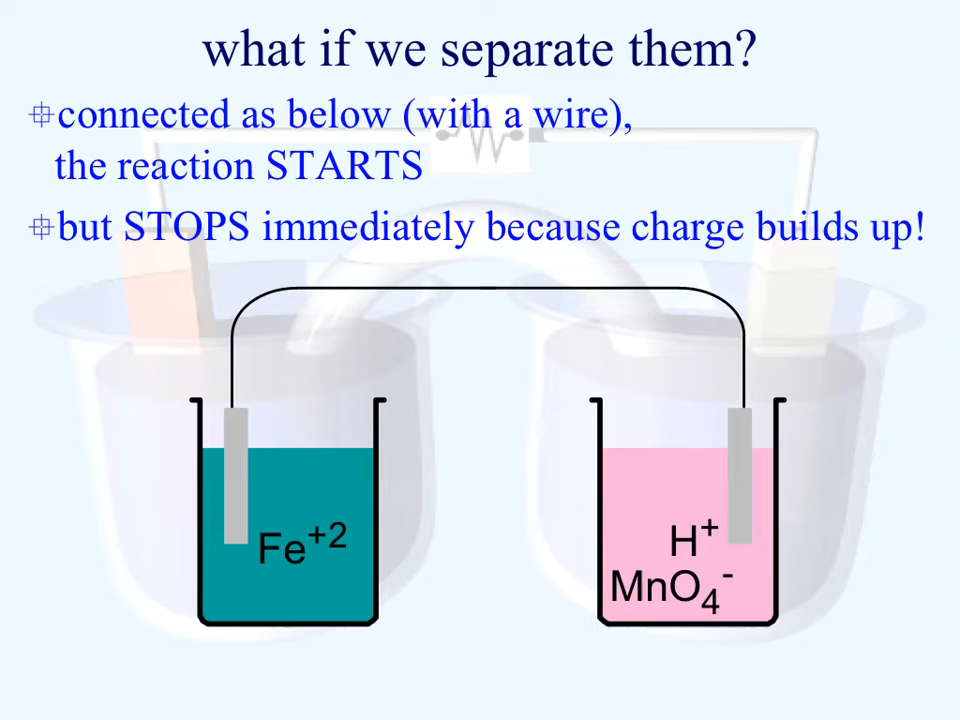 what if we separate them?
connected as below (with a wire),
the reaction STARTS
but STOPS immediately because charge builds up!
Fe⁺²
H⁺
MnO₄⁻